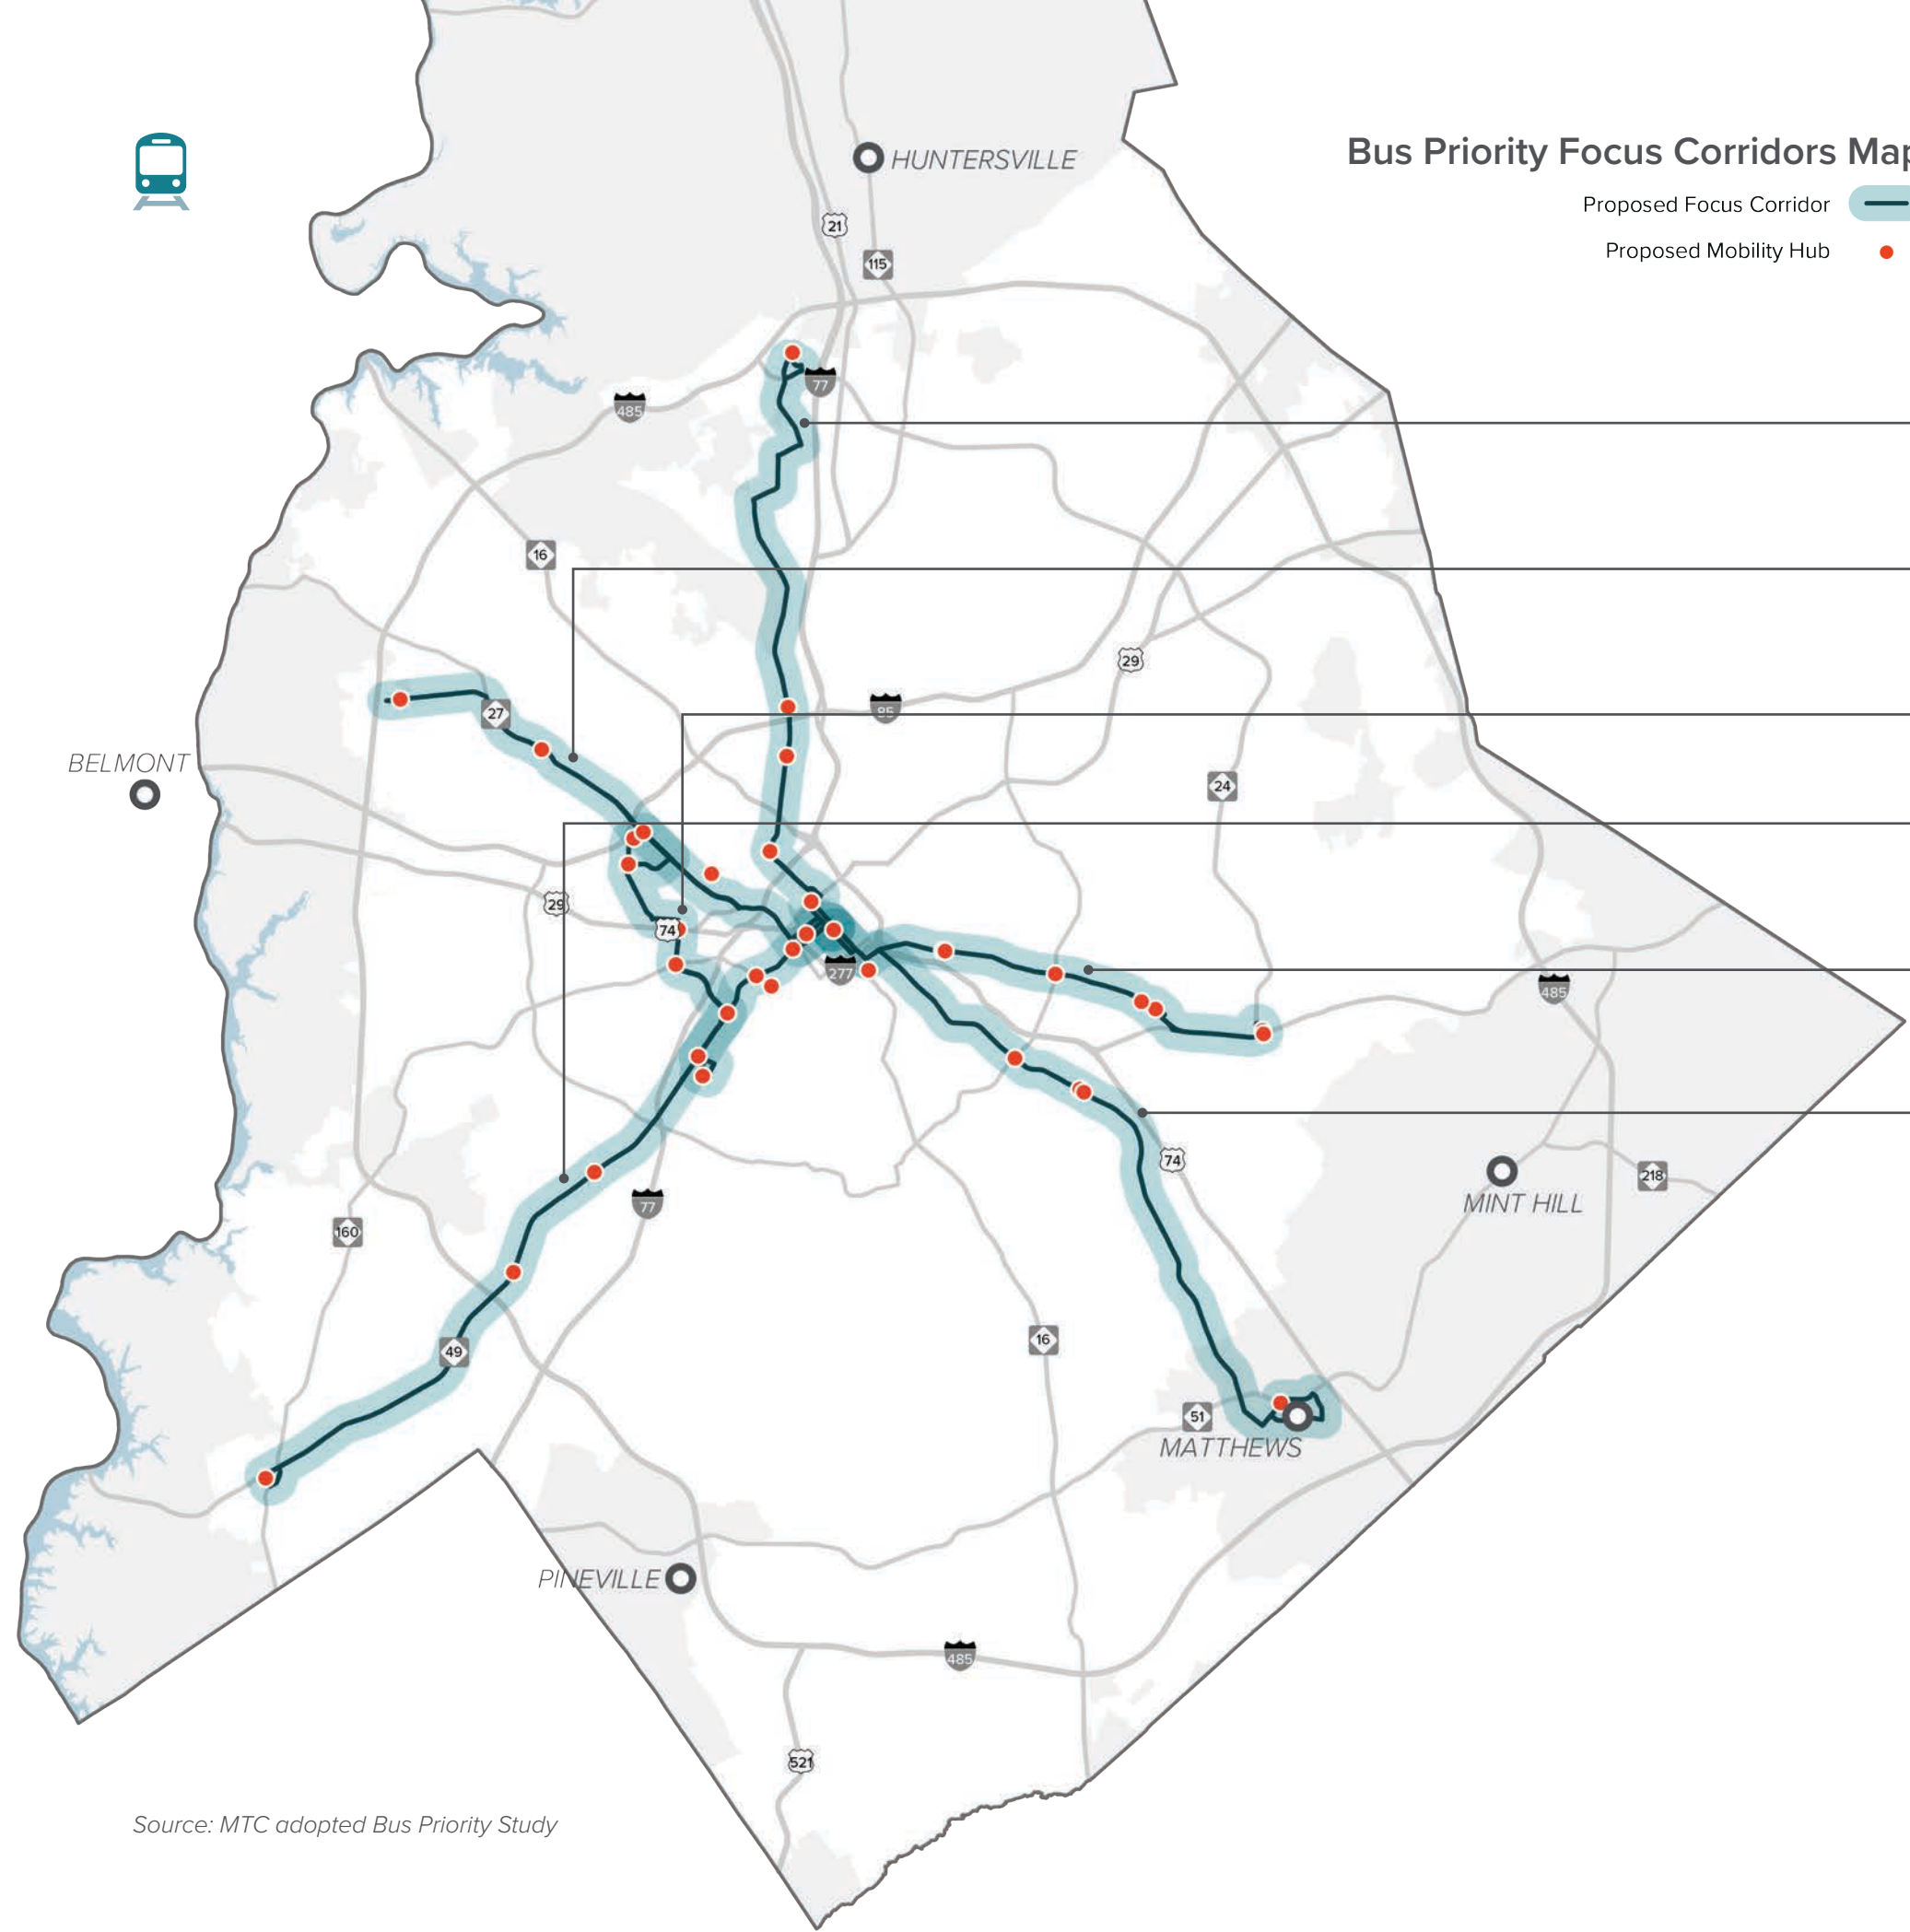 HUNTERSVILLE
Bus Priority Focus Corridors Map
Proposed Focus Corridor
21
Proposed Mobility Hub
115
77
485
16
29
27
85
BELMONT
24
29
74
277
485
74
218
MINT HILL
77
160
16
49
51
MATTHEWS
PINEVILLE
485
521
Source: MTC adopted Bus Priority Study